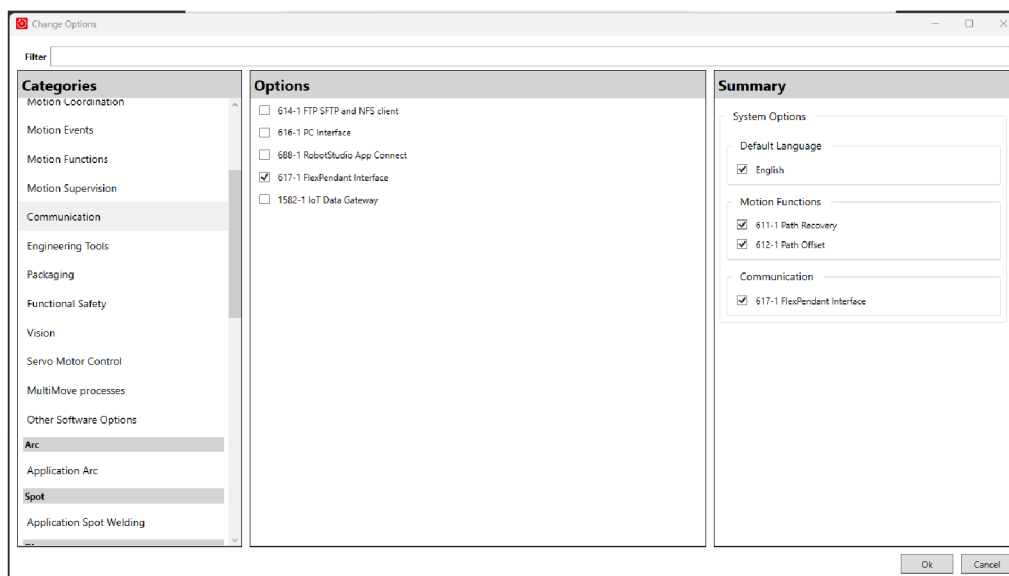 Change Options
Filter
Categories
Motion Coordination
Motion Events
Motion Functions
Motion Supervision
Communication
Engineering Tools
Packaging
Functional Safety
Vision
Servo Motor Control
MultiMove processes
Other Software Options
Arc
Application Arc
Spot
Application Spot Welding
Options
614-1 FTP SFTP and NFS client
616-1 PC Interface
688-1 RobotStudio App Connect
617-1 FlexPendant Interface
1582-1 IoT Data Gateway
Summary
System Options
Default Language
English
Motion Functions
611-1 Path Recovery
612-1 Path Offset
Communication
617-1 FlexPendant Interface
Ok Cancel